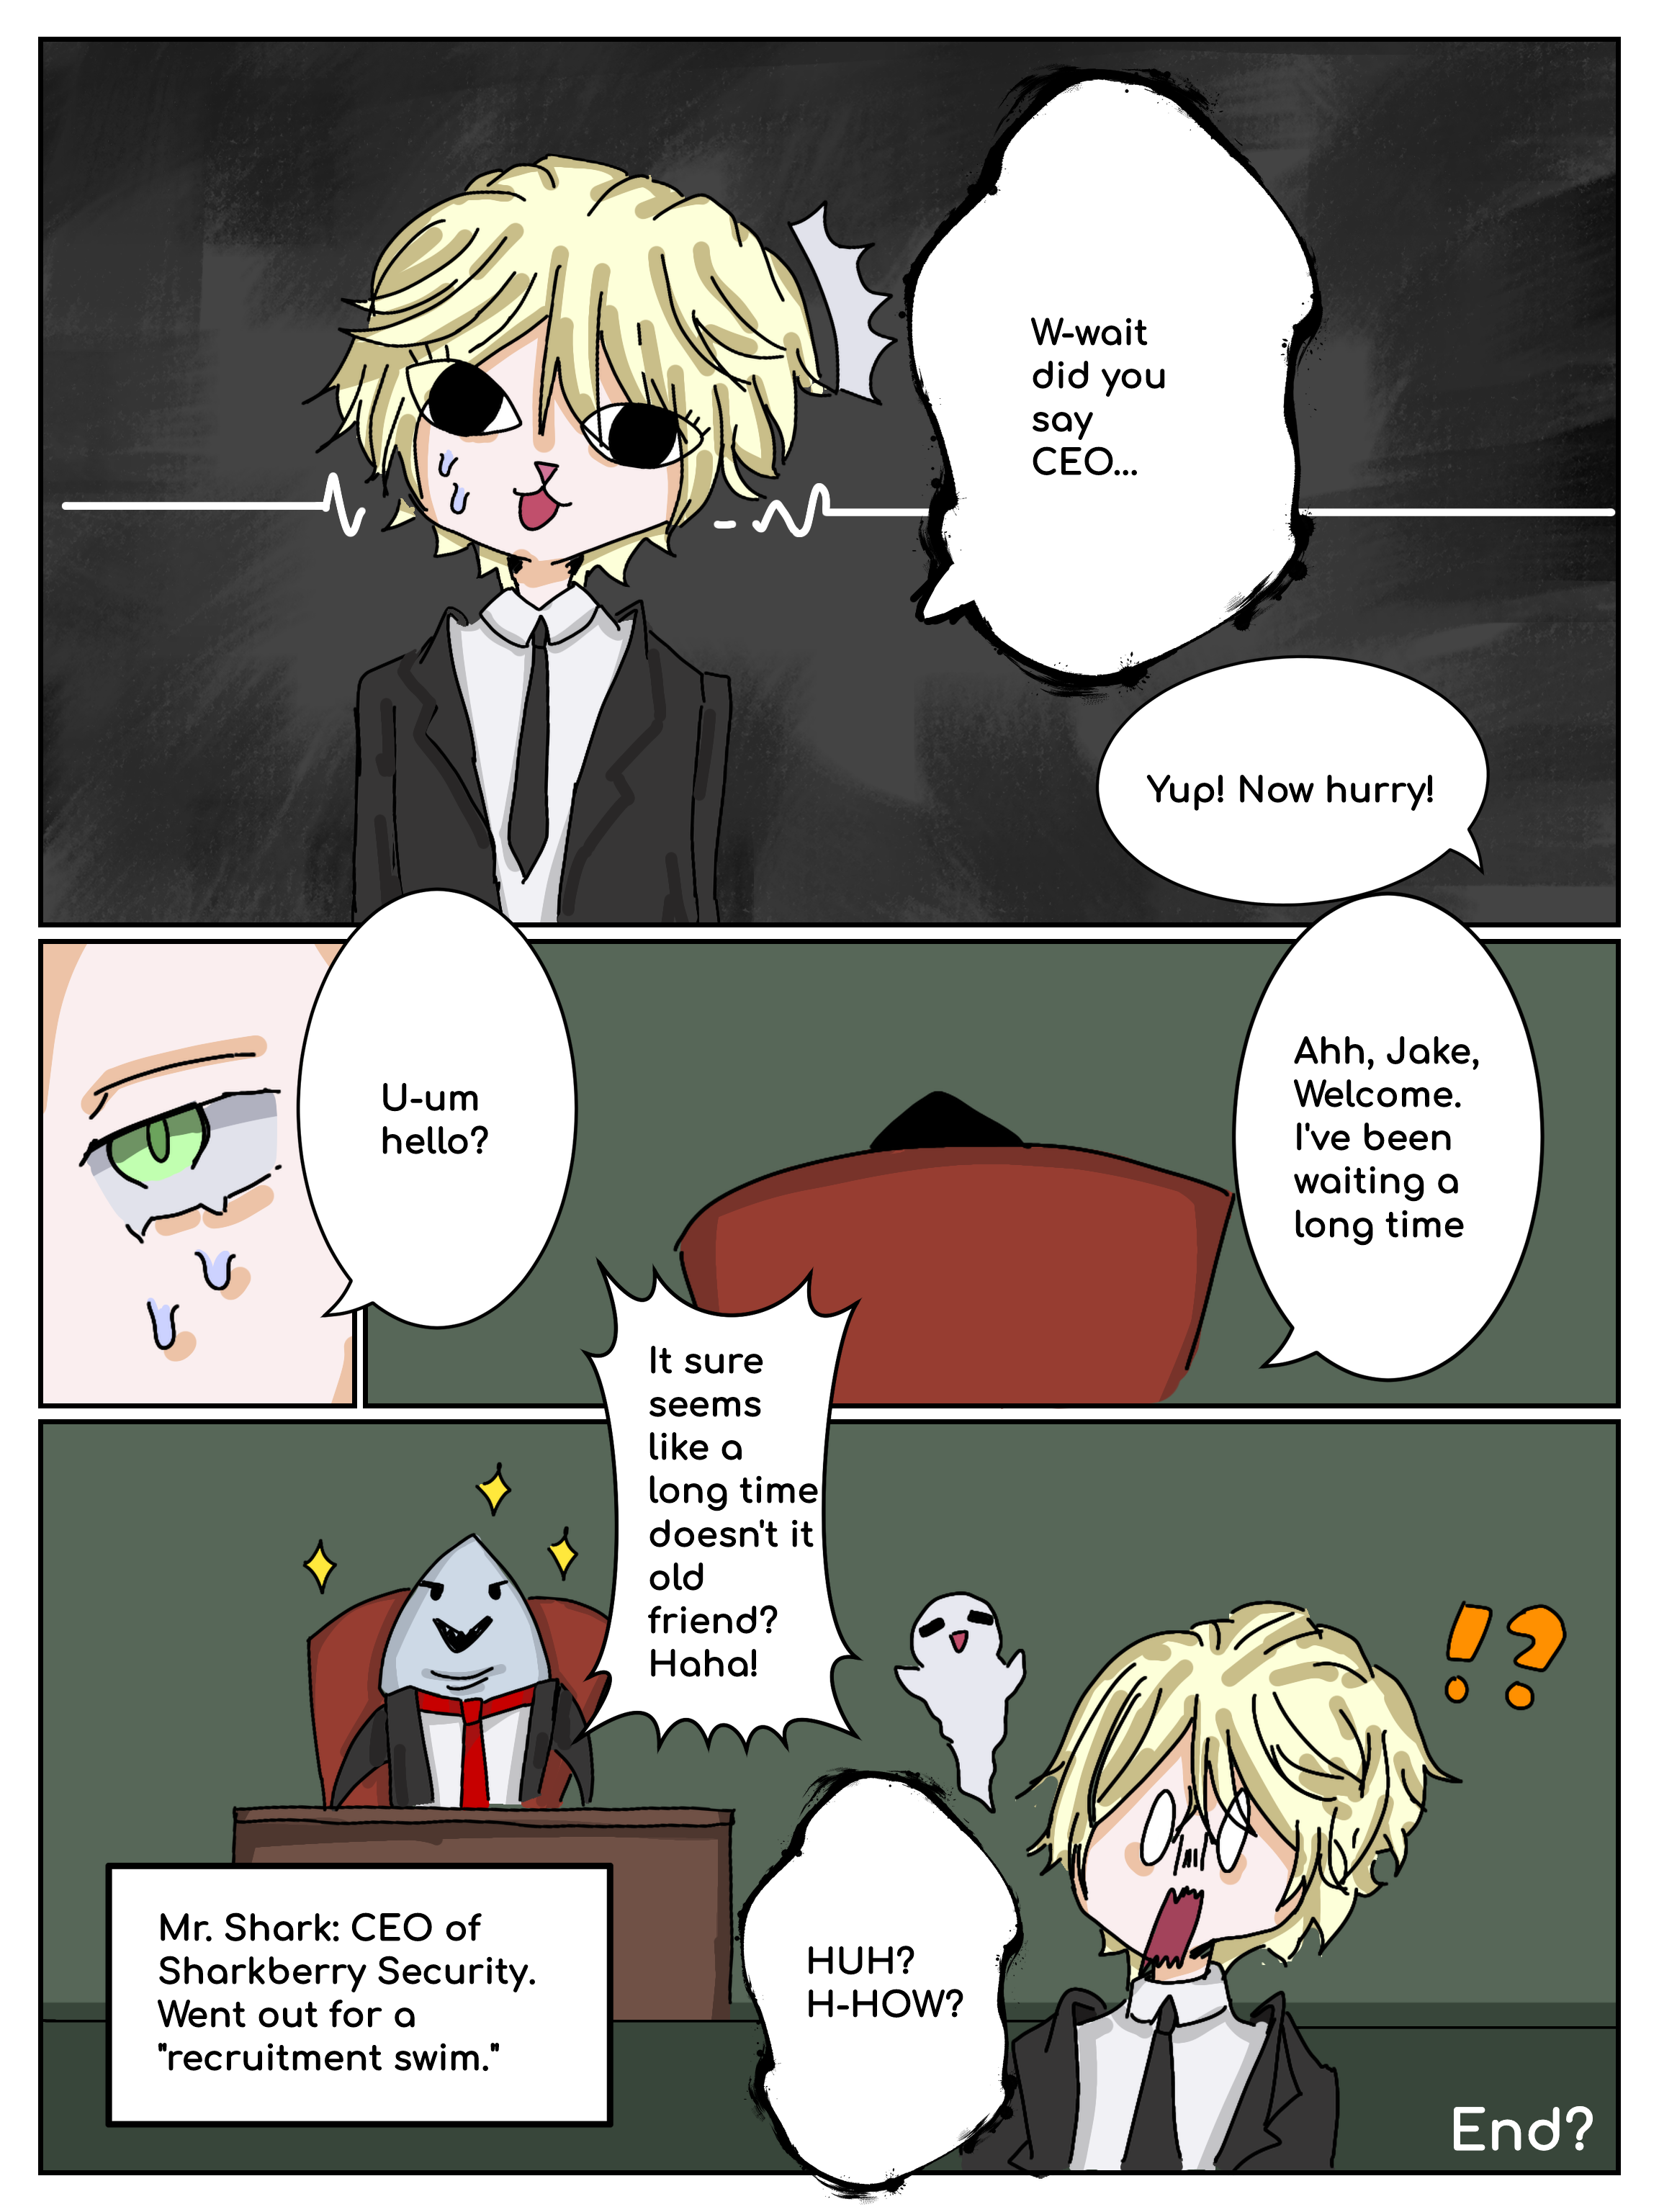 W-wait
did you
say
CEO...
Yup! Now hurry!
U-um
hello?
Ahh, Jake,
Welcome.
I've been
waiting a
long time
It sure
seems
like a
long time
doesn't it
old
friend?
Haha!
!?
Mr. Shark: CEO of
Sharkberry Security.
Went out for a
"recruitment swim."
HUH?
H-HOW?
End?